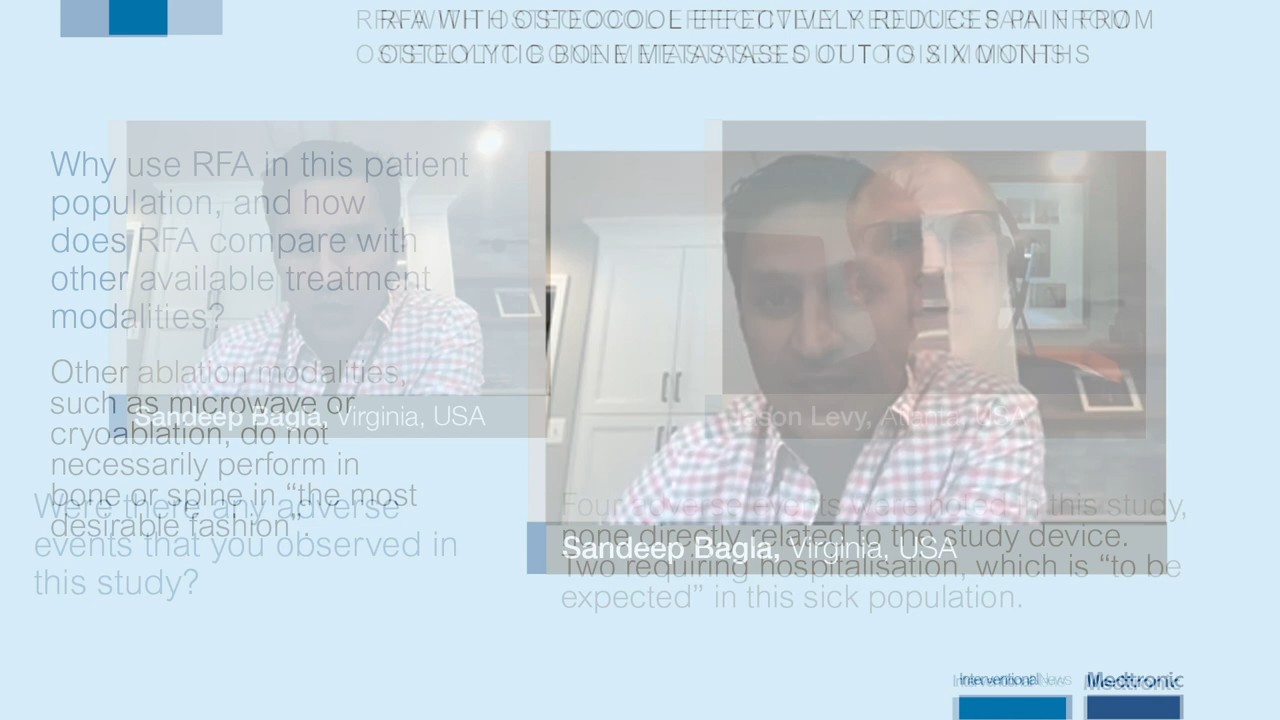 RFA WITH OSTEOCOOL EFFECTIVELY REDUCES PAIN FROM
OSTEOLYTIC BONE METASTASES OUT TO SIX MONTHS
Why use RFA in this patient
population, and how
does RFA compare with
other available treatment
modalities?
Other ablation modalities,
such as microwave or
cryoablation, do not
necessarily perform in
bone or spine in “the most
desirable fashion”.
Sandeep Bagla, Virginia, USA
Jason Levy, Atlanta, USA
Sandeep Bagla, Virginia, USA
Were there any adverse
events that you observed in
this study?
Four adverse events were noted in this study,
none directly related to the study device.
Two requiring hospitalisation, which is “to be
expected” in this sick population.
InterventionalNews
Medtronic